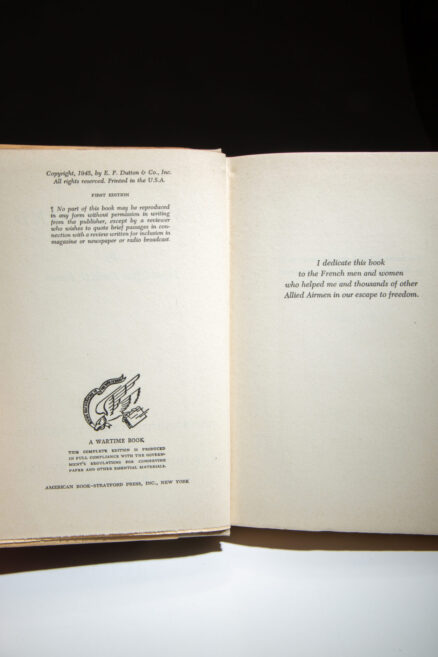 Copyright, 1945, by E. P. Dutton & Co., Inc.
All rights reserved. Printed in the U.S.A.
FIRST EDITION
¶ No part of this book may be reproduced
in any form without permission in writing
from the publisher, except by a reviewer
who wishes to quote brief passages in con-
nection with a review written for inclusion in
magazine or newspaper or radio broadcast.
A WARTIME BOOK
THIS COMPLETE EDITION IS PRODUCED
IN FULL COMPLIANCE WITH THE GOVERN-
MENT'S REGULATIONS FOR CONSERVING
PAPER AND OTHER ESSENTIAL MATERIALS.
AMERICAN BOOK–STRATFORD PRESS, INC., NEW YORK
I dedicate this book
to the French men and women
who helped me and thousands of other
Allied Airmen in our escape to freedom.